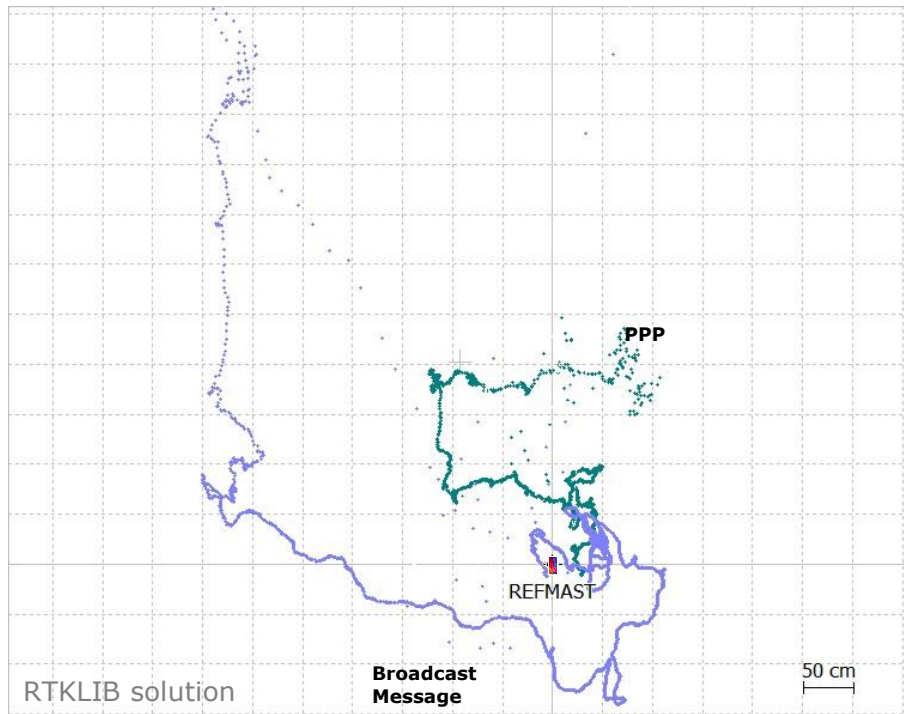 PPP
REFMAST
50 cm
Broadcast
Message
RTKLIB solution